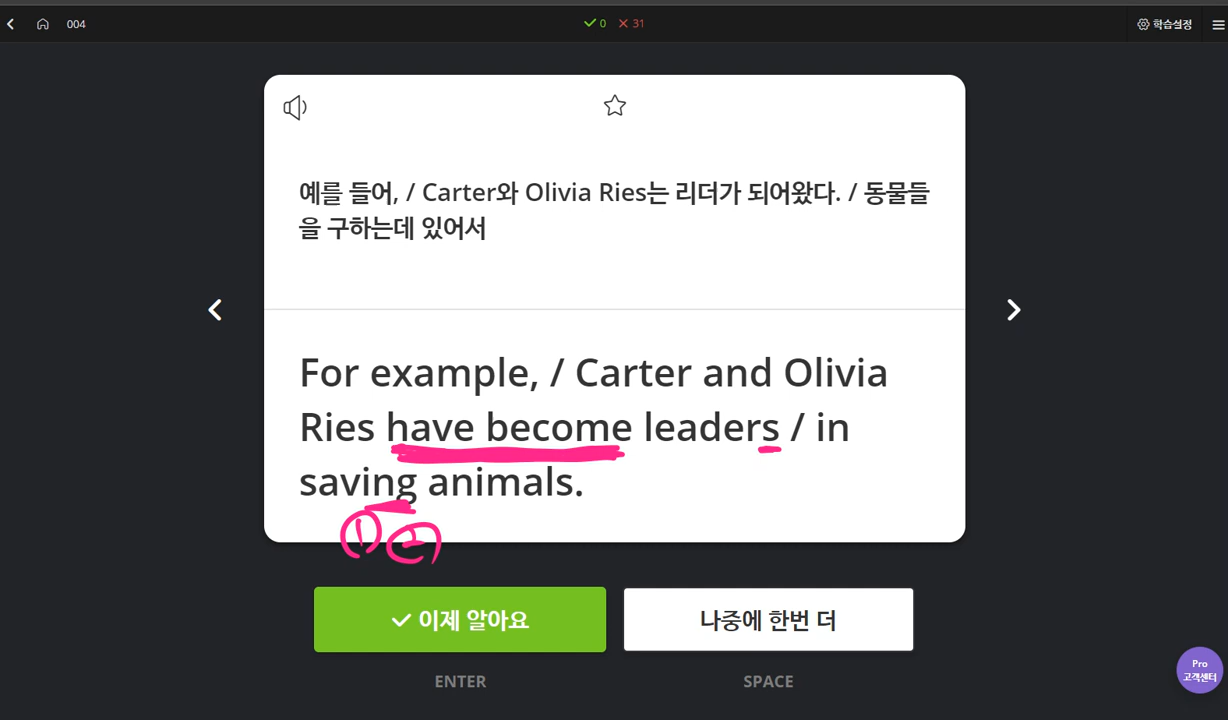 004
0
31
학습설정
예를 들어, / Carter와 Olivia Ries는 리더가 되어왔다. / 동물들
을 구하는데 있어서
For example, / Carter and Olivia
Ries have become leaders / in
saving animals.
① ②
이제 알아요
나중에 한번 더
ENTER
SPACE
Pro
고객센터